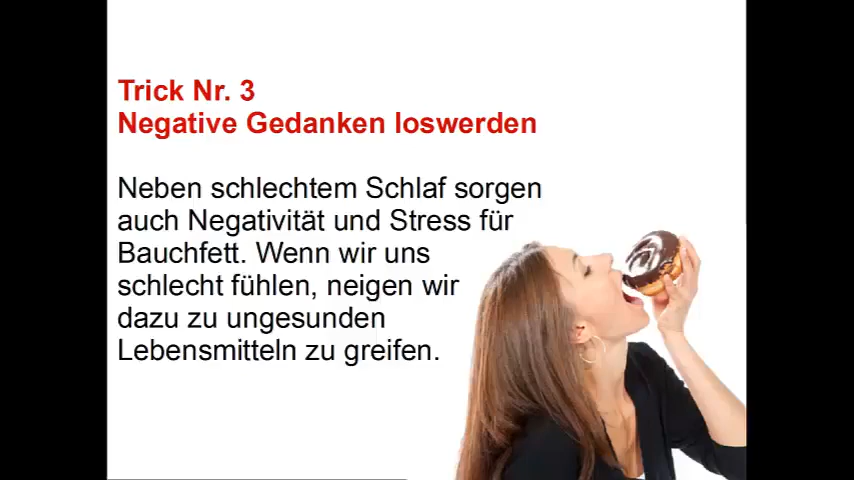 Trick Nr. 3
Negative Gedanken loswerden
Neben schlechtem Schlaf sorgen
auch Negativität und Stress für
Bauchfett. Wenn wir uns
schlecht fühlen, neigen wir
dazu zu ungesunden
Lebensmitteln zu greifen.